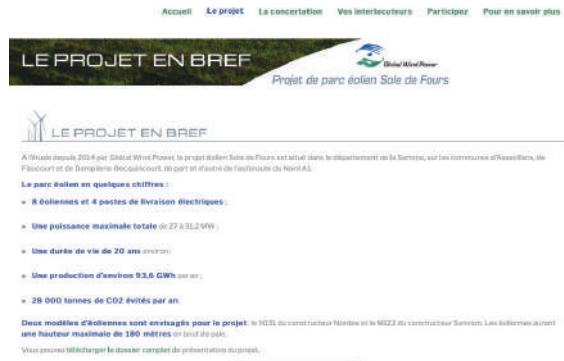 Accueil Le projet La concertation Vos interlocuteurs Participez Pour en savoir plus
LE PROJET EN BREF
Global Wind Power
Projet de parc éolien Sole de Fours
LE PROJET EN BREF
A l'étude depuis 2014 par Global Wind Power, le projet éolien Sole de Fours est situé dans le département de la Somme, sur les communes d'Assevillers, de
Flaucourt et de Dompierre-Becquincourt, de part et d'autre de l'autoroute du Nord A1.
Le parc éolien en quelques chiffres :
» 8 éoliennes et 4 postes de livraison électriques ;
» Une puissance maximale totale de 27 à 31,2 MW ;
» Une durée de vie de 20 ans environ ;
» Une production d'environ 93,6 GWh par an ;
» 28 000 tonnes de CO2 évités par an.
Deux modèles d'éoliennes sont envisagés pour le projet : le N131 du constructeur Nordex et le M122 du constructeur Senvion. Les éoliennes auront
une hauteur maximale de 180 mètres en bout de pale.
Vous pouvez télécharger le dossier complet de présentation du projet.